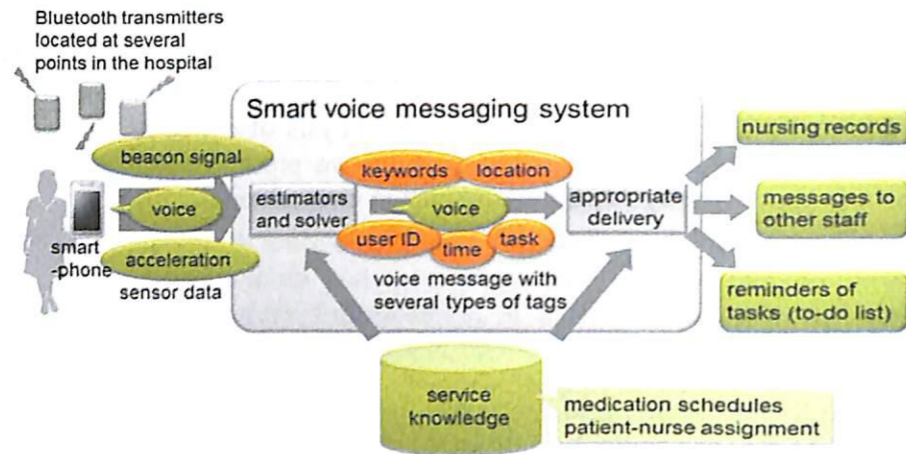 Bluetooth transmitters
located at several
points in the hospital
Smart voice messaging system
beacon signal
voice
acceleration
sensor data
smart
-phone
estimators
and solver
keywords
location
voice
user ID
time
task
voice message with
several types of tags
appropriate
delivery
nursing records
messages to
other staff
reminders of
tasks (to-do list)
service
knowledge
medication schedules
patient-nurse assignment